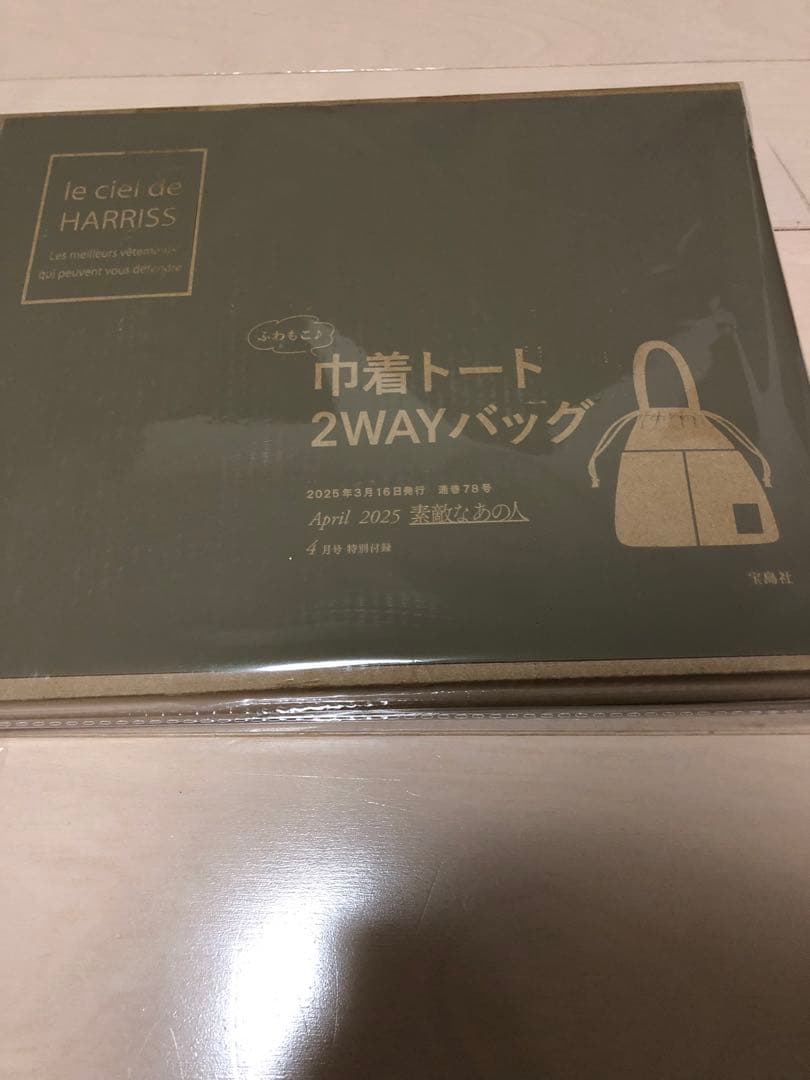 le ciel de
HARRISS
Les meilleurs vêtements
qui peuvent vous défendre
ふわもこ♪
巾着トート
2WAYバッグ
2025年3月16日発行 通巻78号
April 2025 素敵なあの人
4月号 特別付録
宝島社